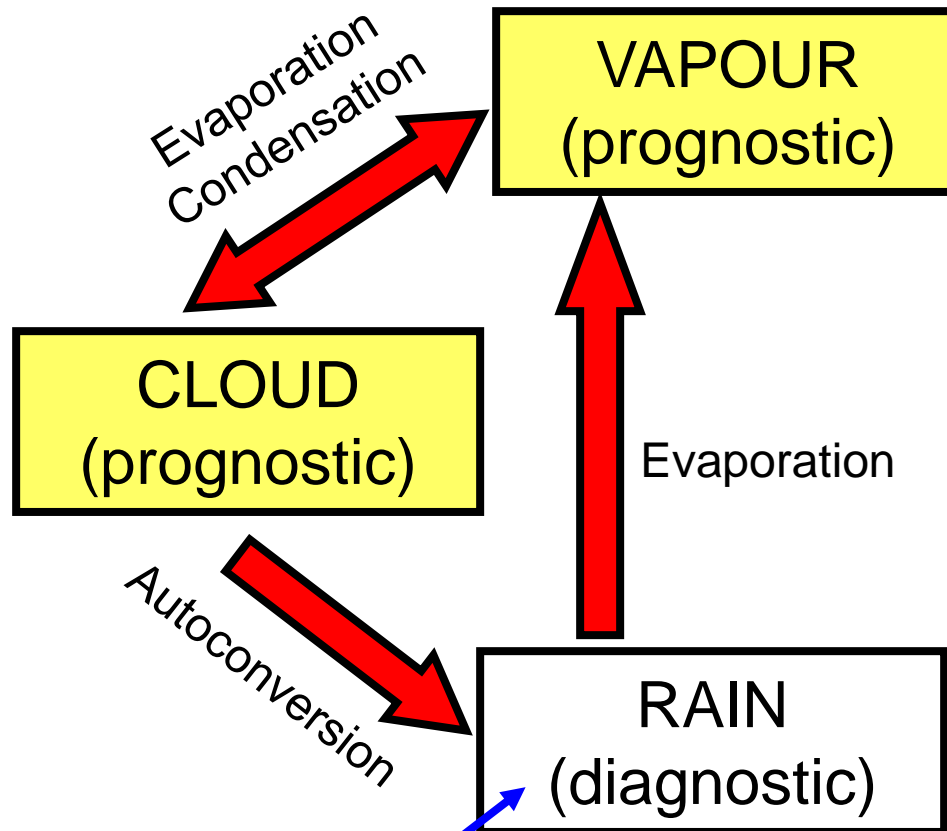 Evaporation
Condensation
VAPOUR
(prognostic)
CLOUD
(prognostic)
Evaporation
Autoconversion
RAIN
(diagnostic)